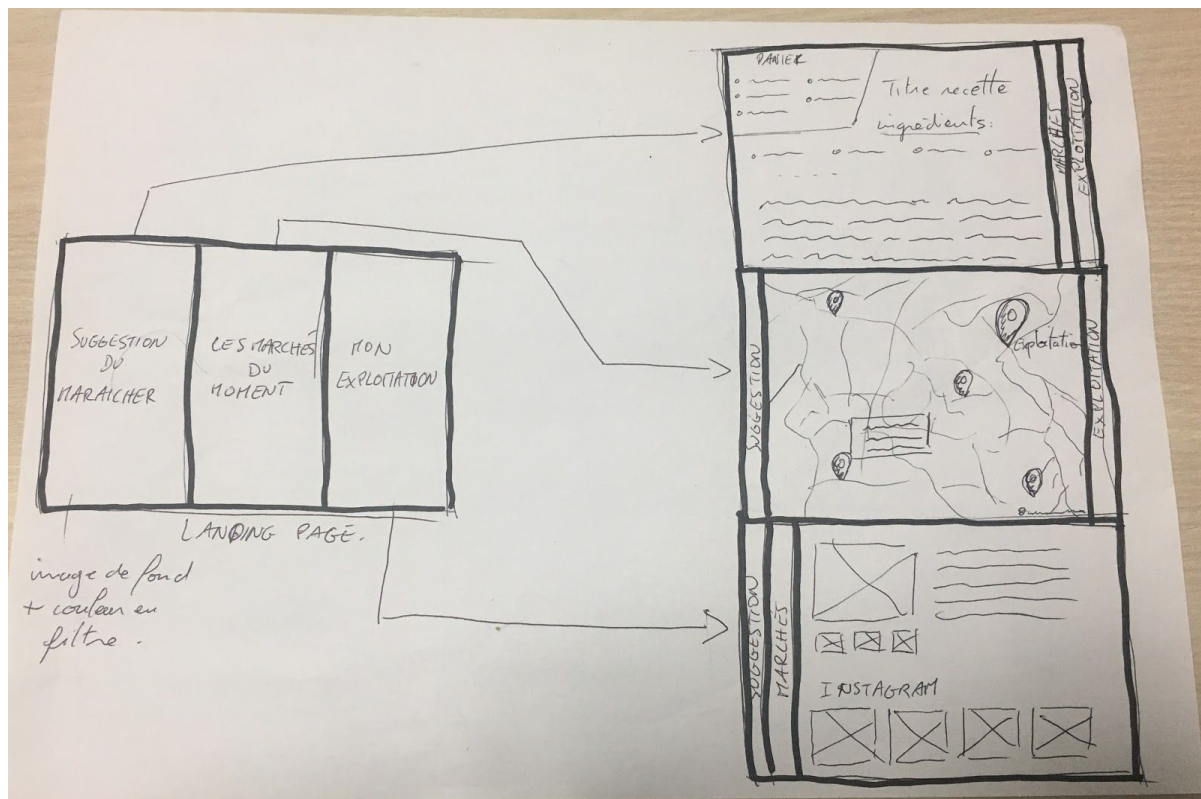 PANIER
Titre recette
ingrédients:
MARCHÉS
EXPLOITATION
SUGGESTION
DU
MARAICHER
LES MARCHÉS
DU
MOMENT
MON
EXPLOITATION
LANDING PAGE.
image de fond
+ couleur en
filtre.
SUGGESTION
Exploitation
EXPLOITATION
SUGGESTION
MARCHÉS
INSTAGRAM